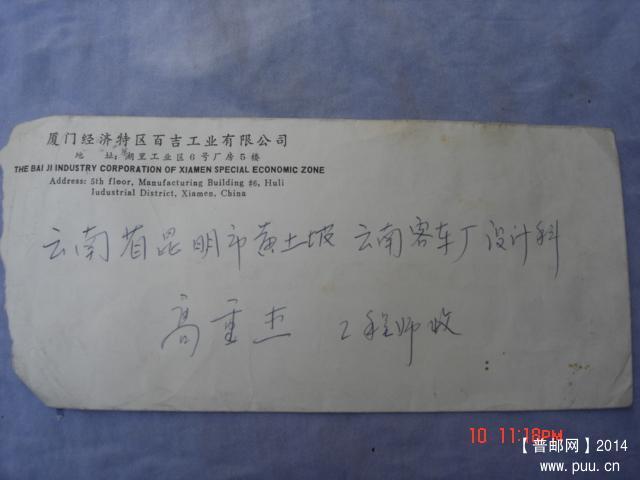 厦门经济特区百吉工业有限公司
地 址:湖里工业区6号厂房5楼
THE BAI JI INDUSTRY CORPORATION OF XIAMEN SPECIAL ECONOMIC ZONE
Address: 5th floor, Manufacturing Building #6, Huli
Iudustrial District, Xiamen, China
云南省昆明市黄土坡 云南客车厂设计科
高重杰 工程师收
10 11:18PM
【普邮网】2014
www.puu.cn